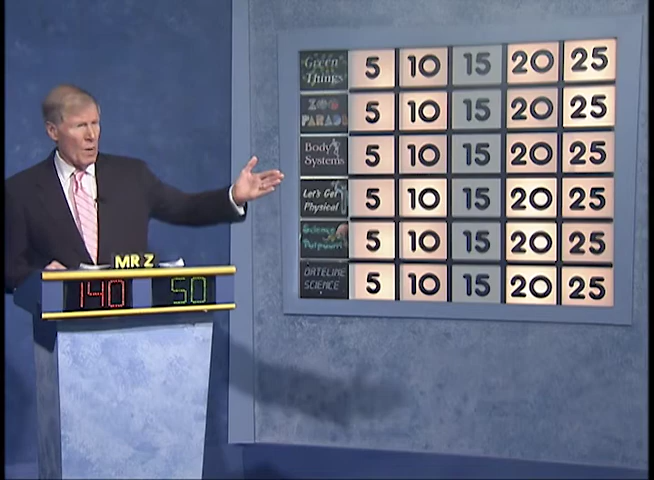 Green 5 10 15 20 25
Things
ZOO 5 10 15 20 25
PARADE
Body 5 10 15 20 25
Systems
Let's Get 5 10 15 20 25
Physical
Science 5 10 15 20 25
Potpourri
DATELINE 5 10 15 20 25
SCIENCE
MR Z
140 50